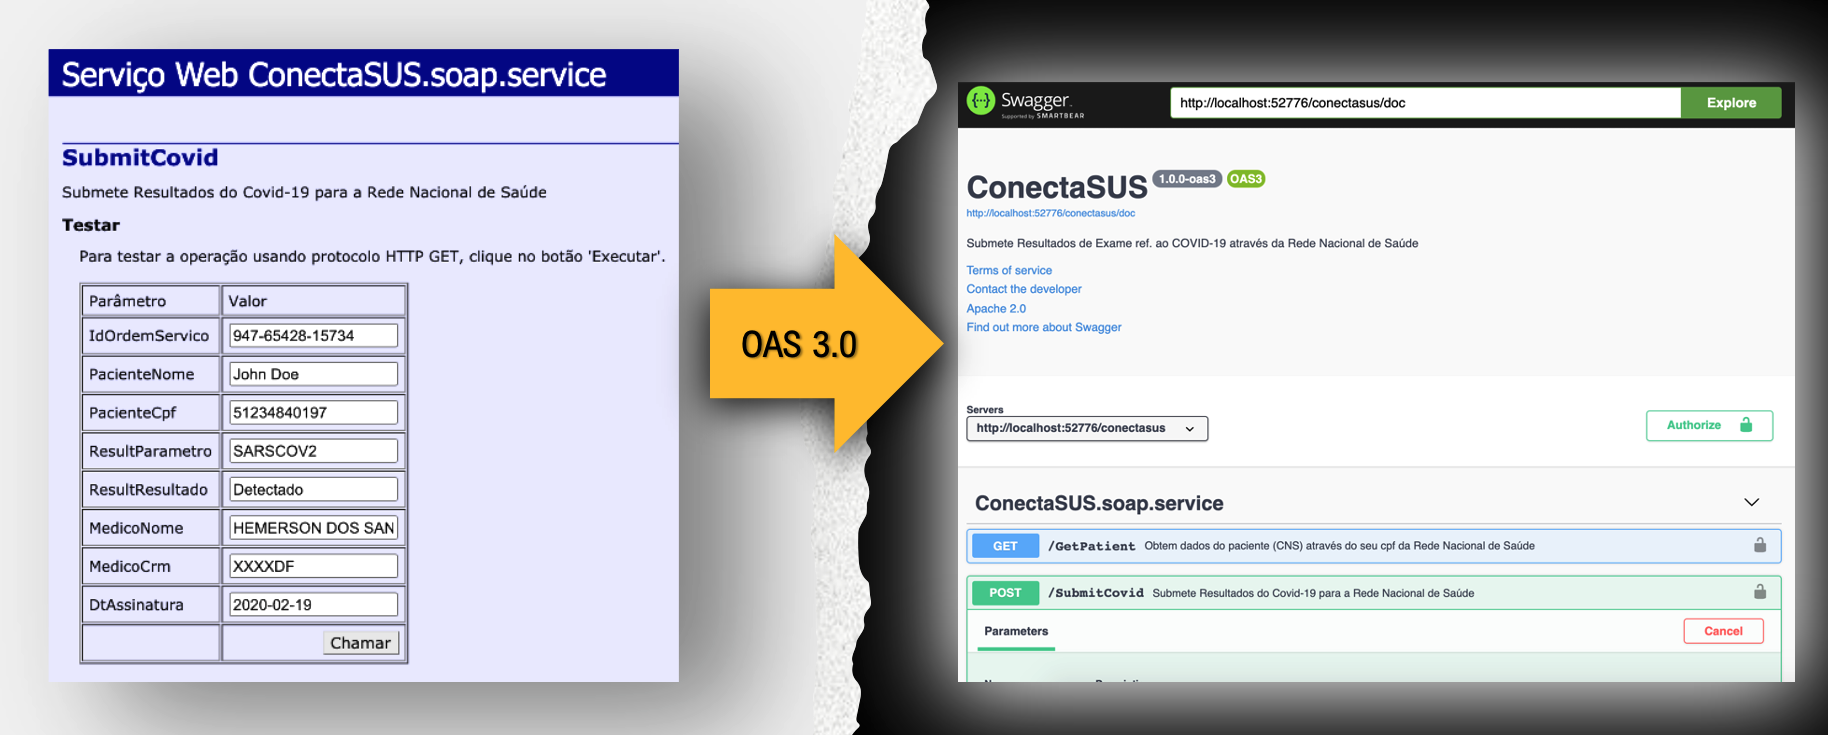 Serviço Web ConectaSUS.soap.service
SubmitCovid
Submete Resultados do Covid-19 para a Rede Nacional de Saúde
Testar
Para testar a operação usando protocolo HTTP GET, clique no botão 'Executar'.
Parâmetro Valor
IdOrdemServico 947-65428-15734
PacienteNome John Doe
PacienteCpf 51234840197
ResultParametro SARSCOV2
ResultResultado Detectado
MedicoNome HEMERSON DOS SAN
MedicoCrm XXXXDF
DtAssinatura 2020-02-19
Chamar
OAS 3.0
Swagger.
Supported by SMARTBEAR
http://localhost:52776/conectasus/doc
Explore
ConectaSUS 1.0.0-oas3 OAS3
http://localhost:52776/conectasus/doc
Submete Resultados de Exame ref. ao COVID-19 através da Rede Nacional de Saúde
Terms of service
Contact the developer
Apache 2.0
Find out more about Swagger
Servers
http://localhost:52776/conectasus
Authorize
ConectaSUS.soap.service
GET /GetPatient Obtem dados do paciente (CNS) através do seu cpf da Rede Nacional de Saúde
POST /SubmitCovid Submete Resultados do Covid-19 para a Rede Nacional de Saúde
Parameters
Cancel